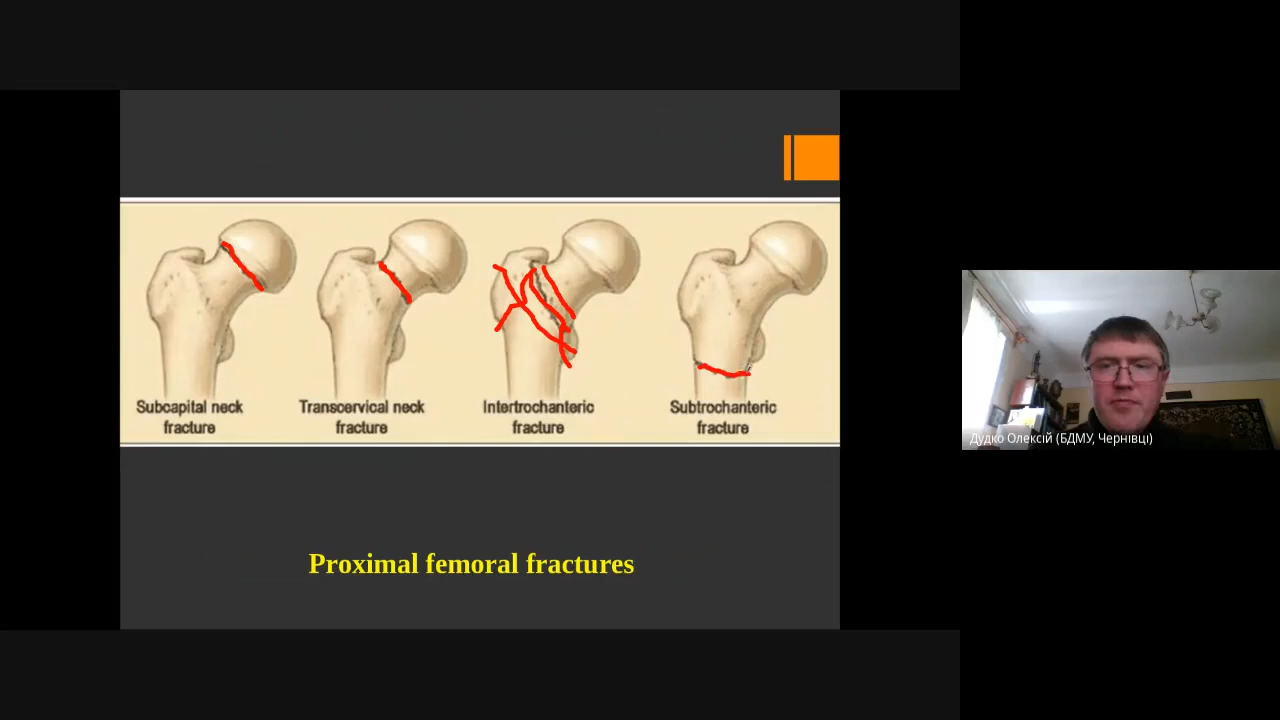 Subcapital neck
fracture
Transcervical neck
fracture
Intertrochanteric
fracture
Subtrochanteric
fracture
Дудко Олексій (БДМУ, Чернівці)
Proximal femoral fractures